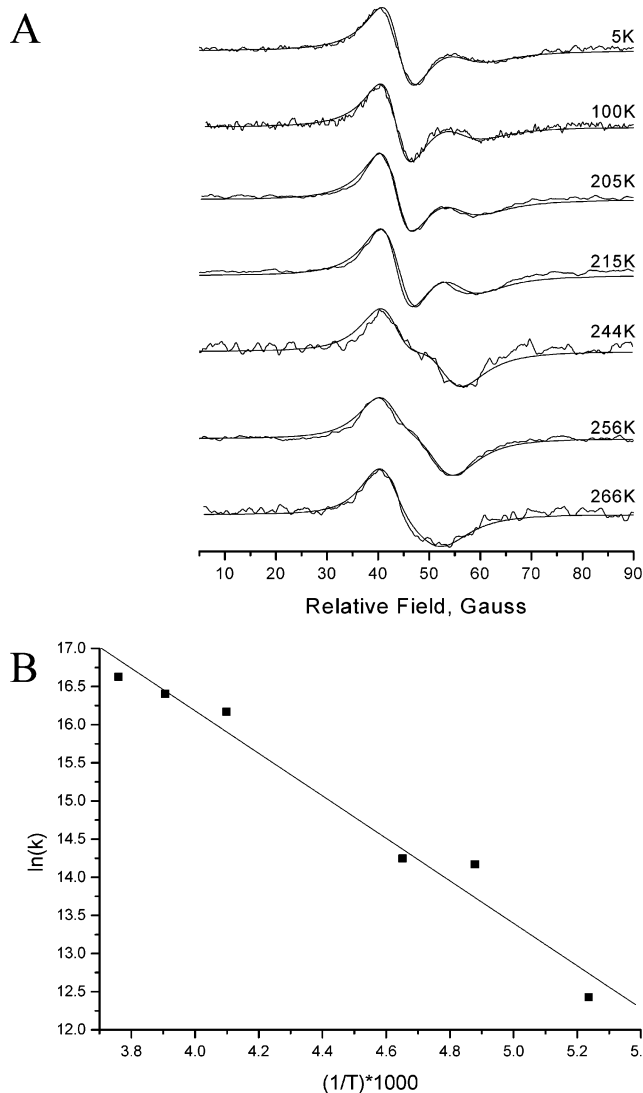 A
5K
100K
205K
215K
244K
256K
266K
10 20 30 40 50 60 70 80 90
Relative Field, Gauss
B
17.0
16.5
16.0
15.5
15.0
14.5
14.0
13.5
13.0
12.5
12.0
ln(k)
3.8 4.0 4.2 4.4 4.6 4.8 5.0 5.2 5.
(1/T)*1000